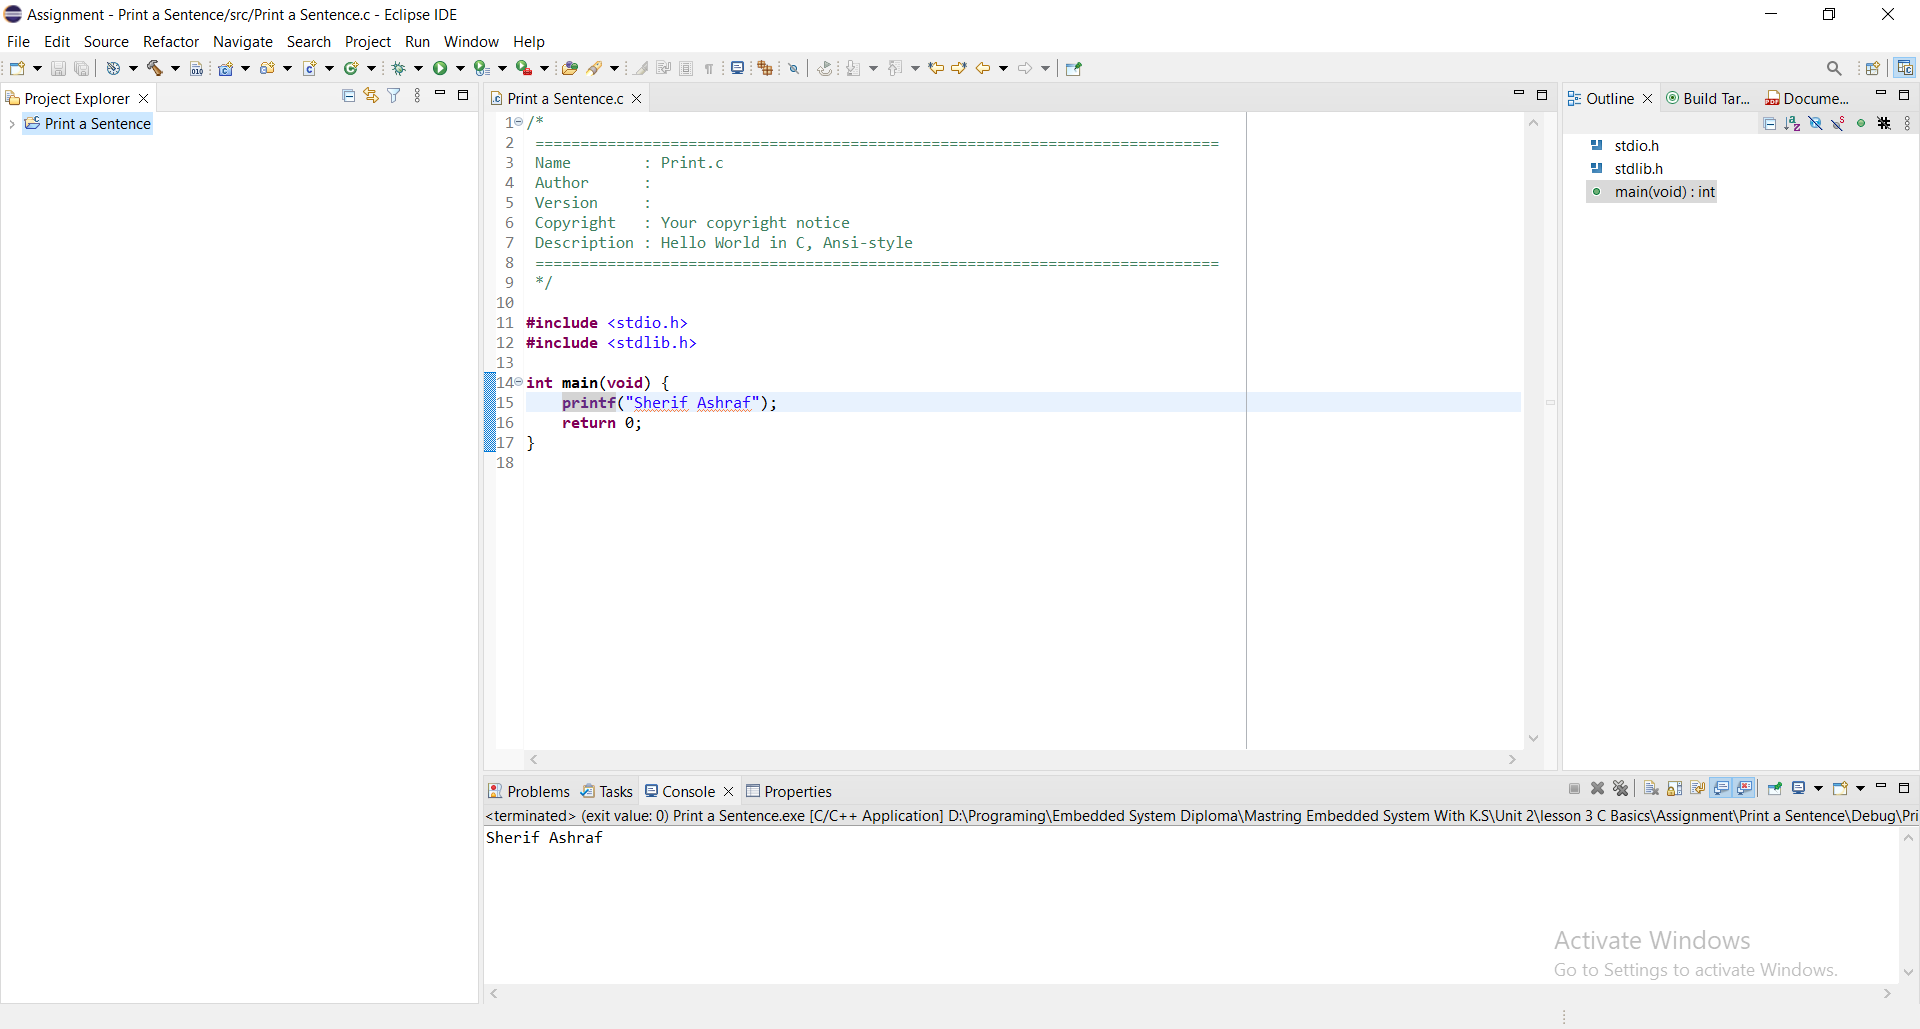 Assignment - Print a Sentence/src/Print a Sentence.c - Eclipse IDE
File Edit Source Refactor Navigate Search Project Run Window Help
Project Explorer
Print a Sentence
Print a Sentence.c
1 /*
2 ============================================================================
3 Name        : Print.c
4 Author      :
5 Version     :
6 Copyright   : Your copyright notice
7 Description : Hello World in C, Ansi-style
8 ============================================================================
9 */
10
11 #include <stdio.h>
12 #include <stdlib.h>
13
14 int main(void) {
15     printf("Sherif Ashraf");
16     return 0;
17 }
18
Outline Build Tar... Docume...
stdio.h
stdlib.h
main(void) : int
Problems Tasks Console Properties
<terminated> (exit value: 0) Print a Sentence.exe [C/C++ Application] D:\Programing\Embedded System Diploma\Mastring Embedded System With K.S\Unit 2\lesson 3 C Basics\Assignment\Print a Sentence\Debug\Pri
Sherif Ashraf
Activate Windows
Go to Settings to activate Windows.